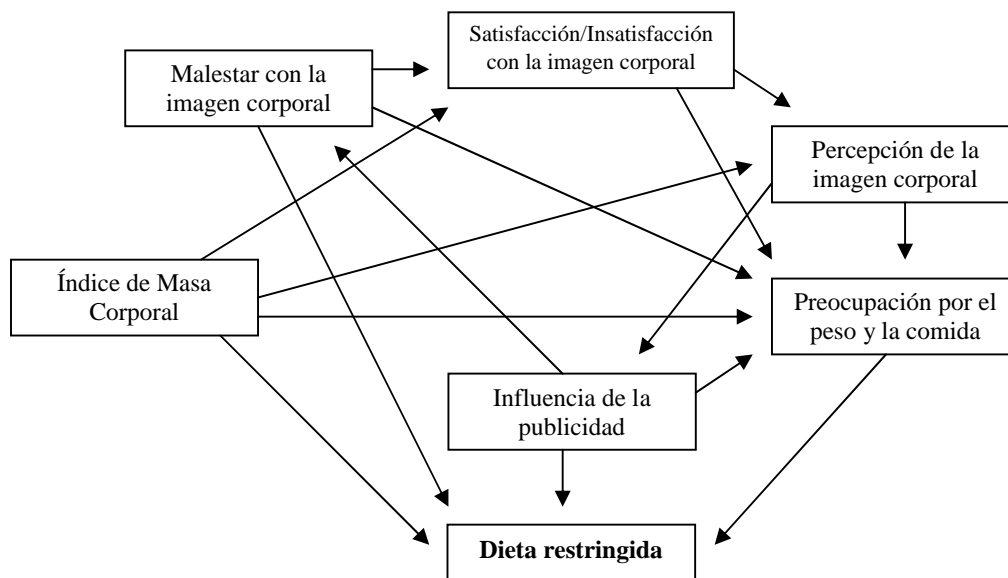 Satisfacción/Insatisfacción
con la imagen corporal
Malestar con la
imagen corporal
Percepción de la
imagen corporal
Índice de Masa
Corporal
Preocupación por el
peso y la comida
Influencia de la
publicidad
Dieta restringida